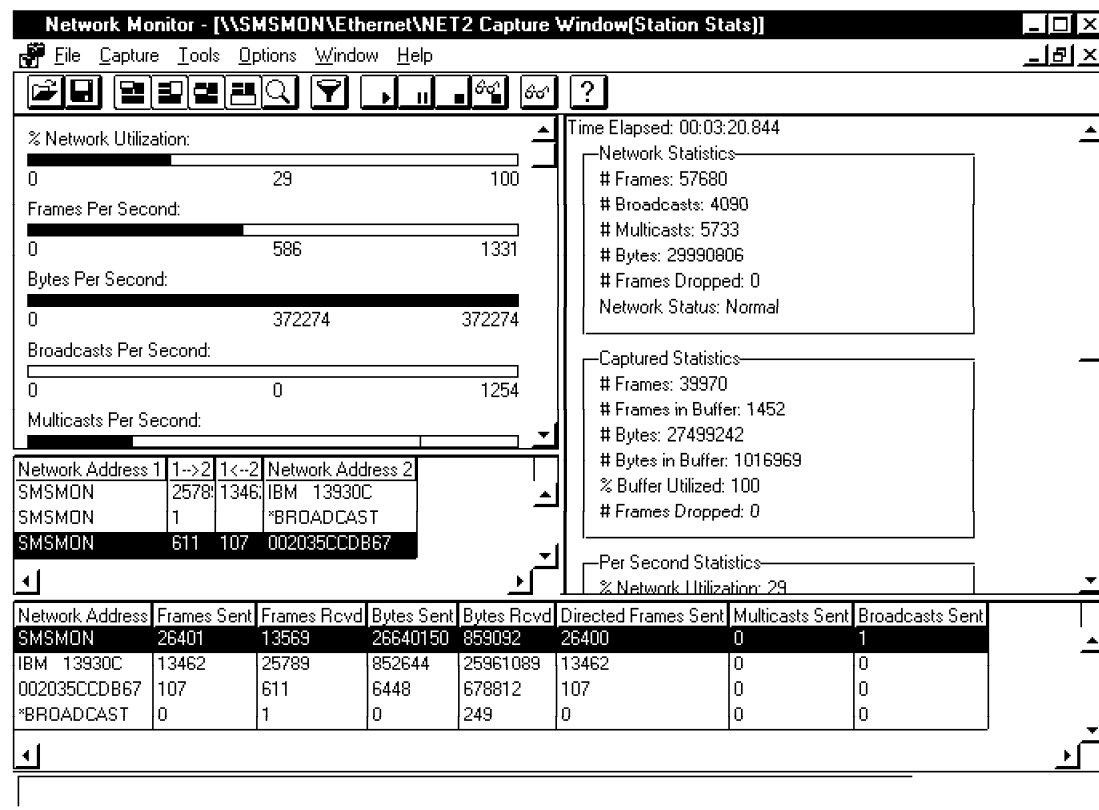 Network Monitor - [\\SMSMON\Ethernet\NET2 Capture Window(Station Stats)]
File Capture Tools Options Window Help
% Network Utilization:
0 29 100
Frames Per Second:
0 586 1331
Bytes Per Second:
0 372274 372274
Broadcasts Per Second:
0 0 1254
Multicasts Per Second:
Time Elapsed: 00:03:20.844
Network Statistics
# Frames: 57680
# Broadcasts: 4090
# Multicasts: 5733
# Bytes: 29990806
# Frames Dropped: 0
Network Status: Normal
Captured Statistics
# Frames: 39970
# Frames in Buffer: 1452
# Bytes: 27499242
# Bytes in Buffer: 1016969
% Buffer Utilized: 100
# Frames Dropped: 0
Per Second Statistics
% Network Utilization: 29
Network Address 1 1-->2 1<--2 Network Address 2
SMSMON 2578 1346 IBM 13930C
SMSMON 1 *BROADCAST
SMSMON 611 107 002035CCDB67
Network Address Frames Sent Frames Rcvd Bytes Sent Bytes Rcvd Directed Frames Sent Multicasts Sent Broadcasts Sent
SMSMON 26401 13569 26640150 859092 26400 0 1
IBM 13930C 13462 25789 852644 25961089 13462 0 0
002035CCDB67 107 611 6448 678812 107 0 0
*BROADCAST 0 1 0 249 0 0 0